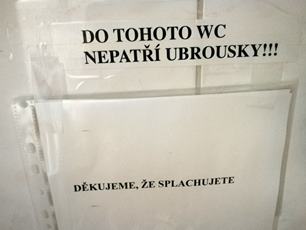 DO TOHOTO WC
NEPATŘÍ UBROUSKY!!!
DĚKUJEME, ŽE SPLACHUJETE